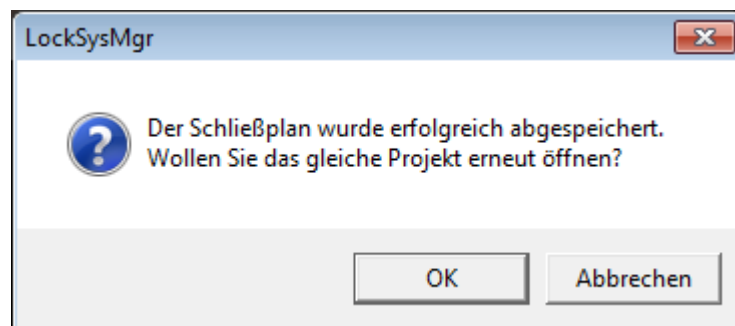 LockSysMgr
Der Schließplan wurde erfolgreich abgespeichert.
Wollen Sie das gleiche Projekt erneut öffnen?
OK
Abbrechen